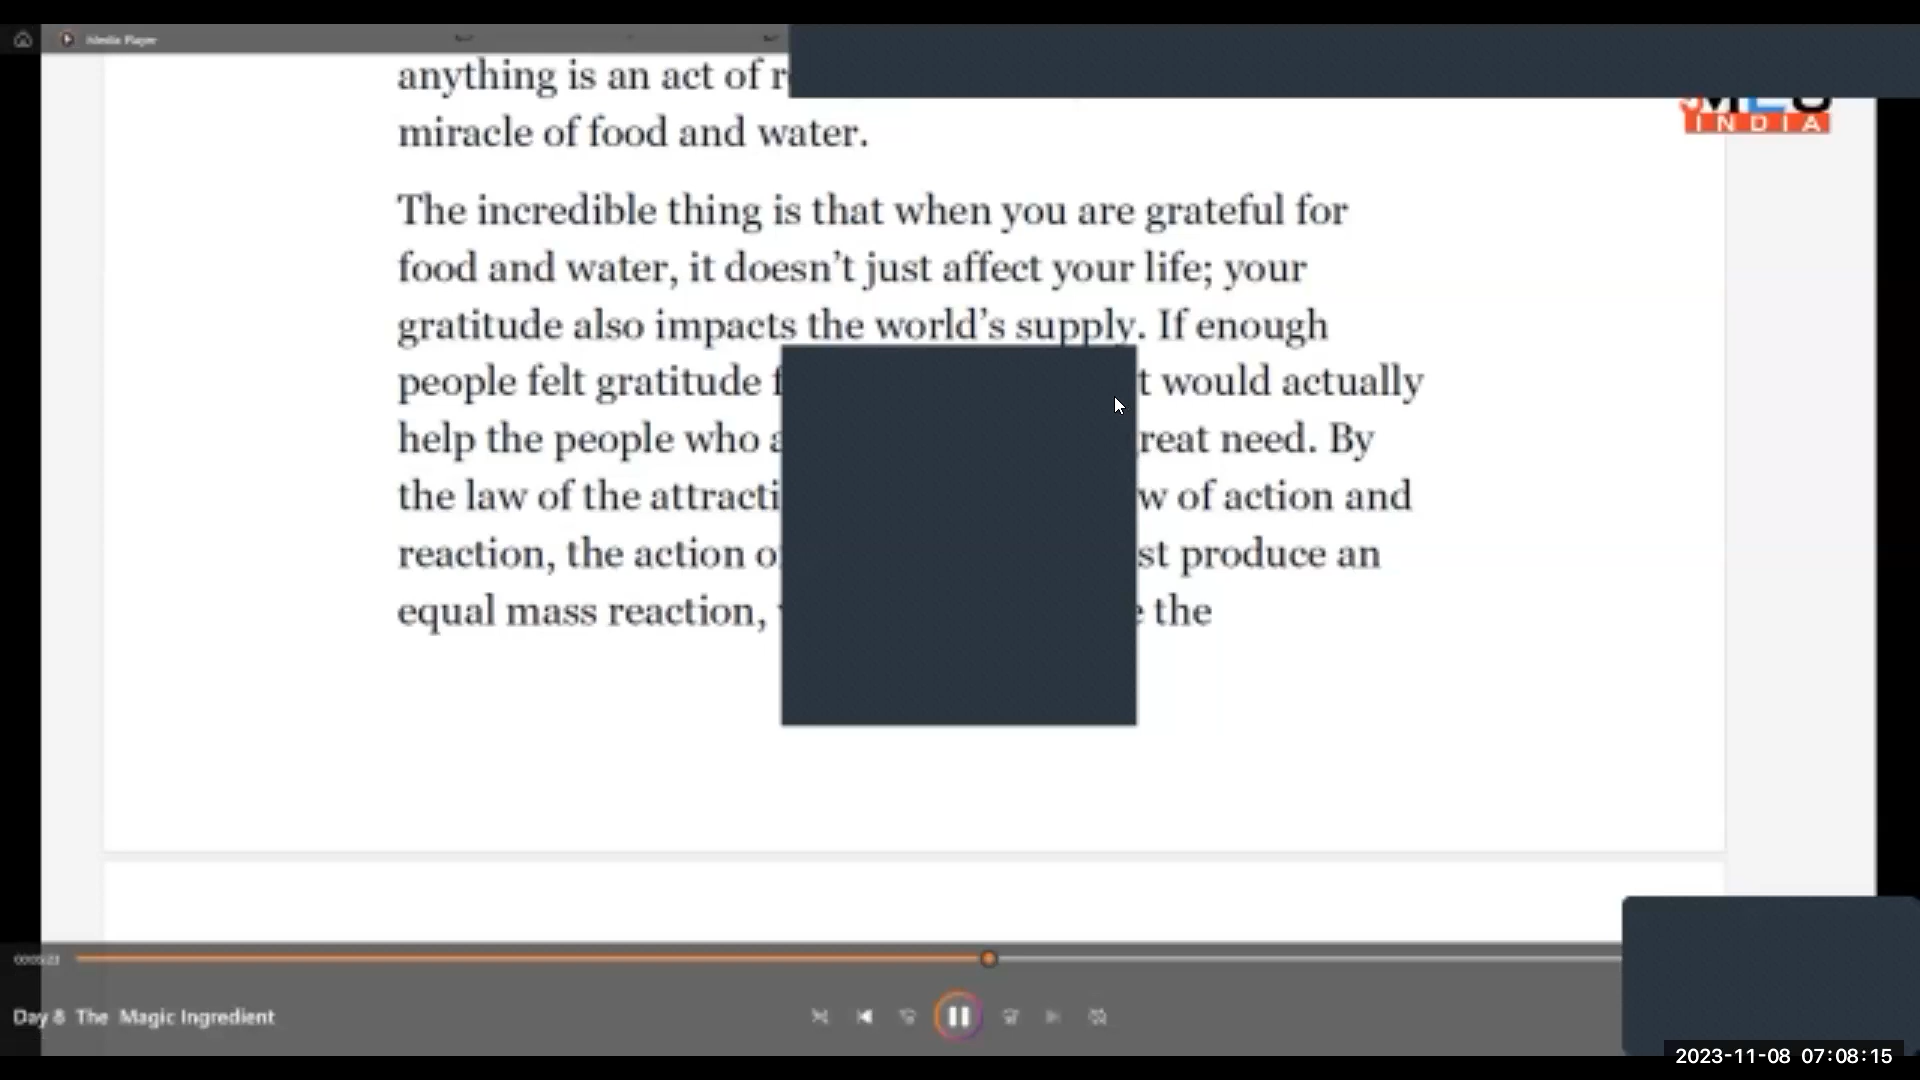 Media Player
anything is an act of
miracle of food and water.
INDIA
The incredible thing is that when you are grateful for
food and water, it doesn't just affect your life; your
gratitude also impacts the world's supply. If enough
people felt gratitude would actually
help the people who need. By
the law of the of action and
reaction, the action produce an
equal mass reaction, the
Day 8 The Magic Ingredient
2023-11-08 07:08:15